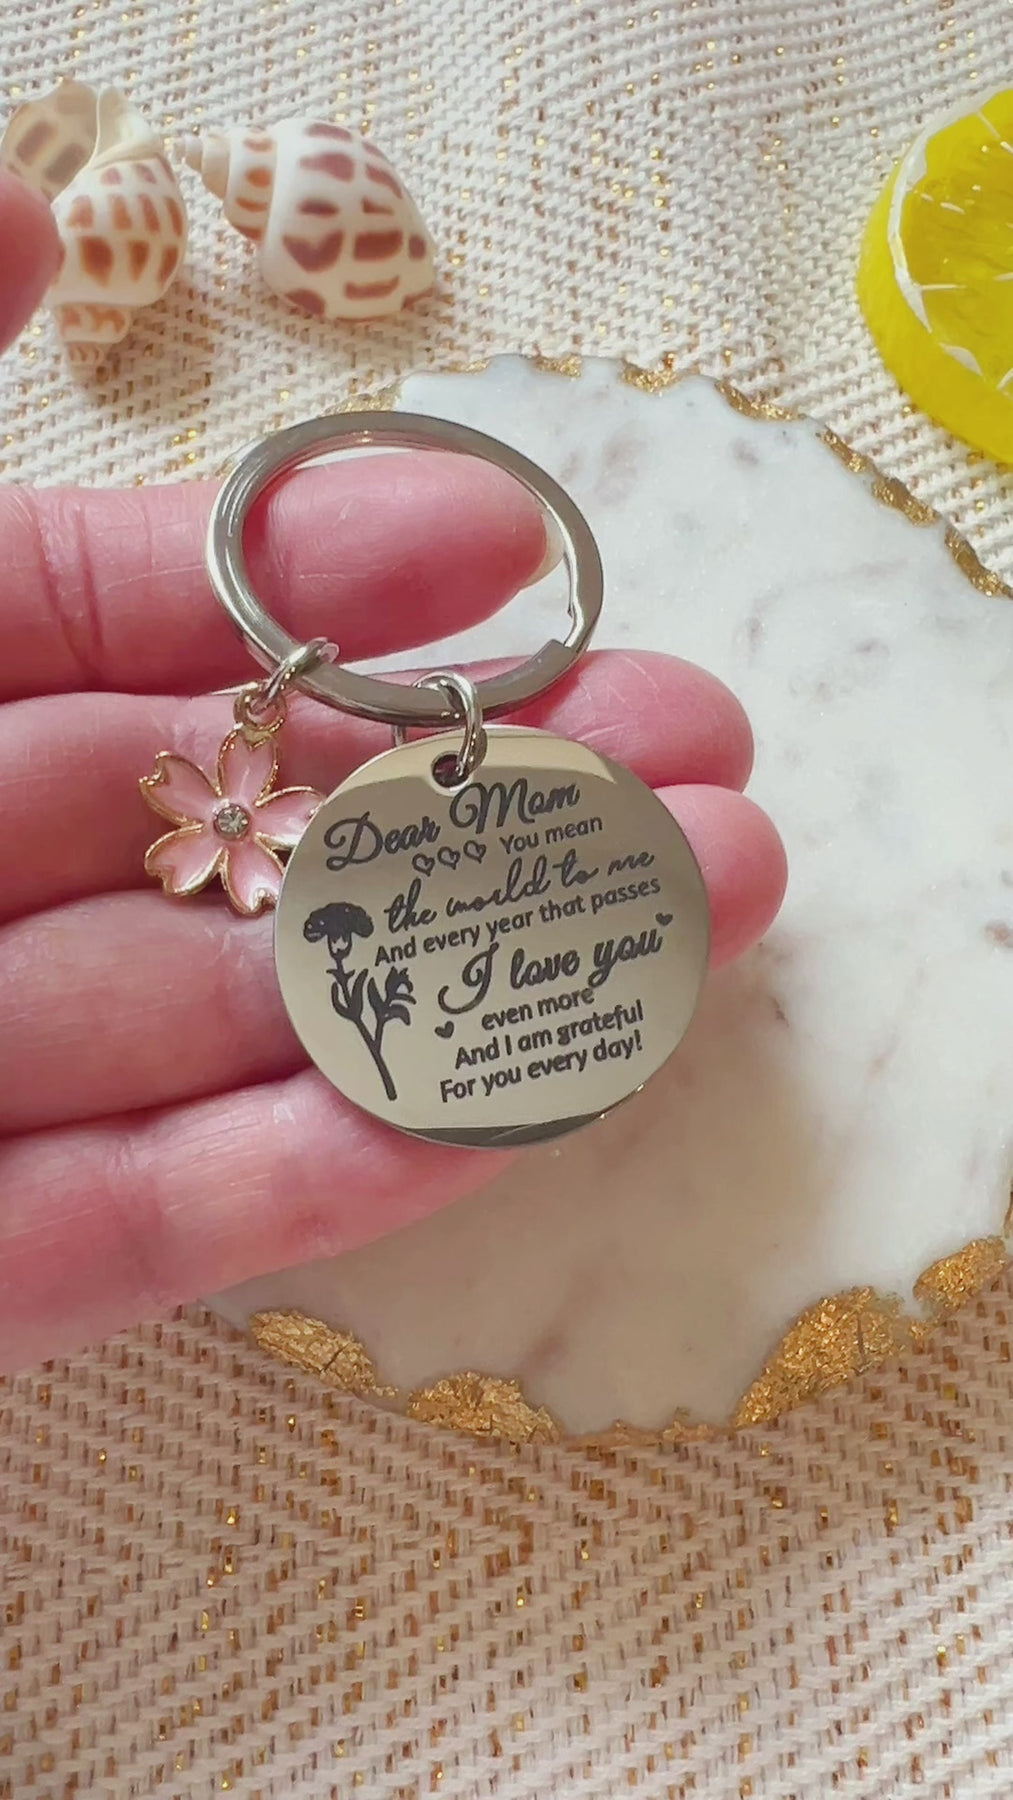 Dear Mom
You mean
the world to me
And every year that passes
I love you
even more
And I am grateful
For you every day!